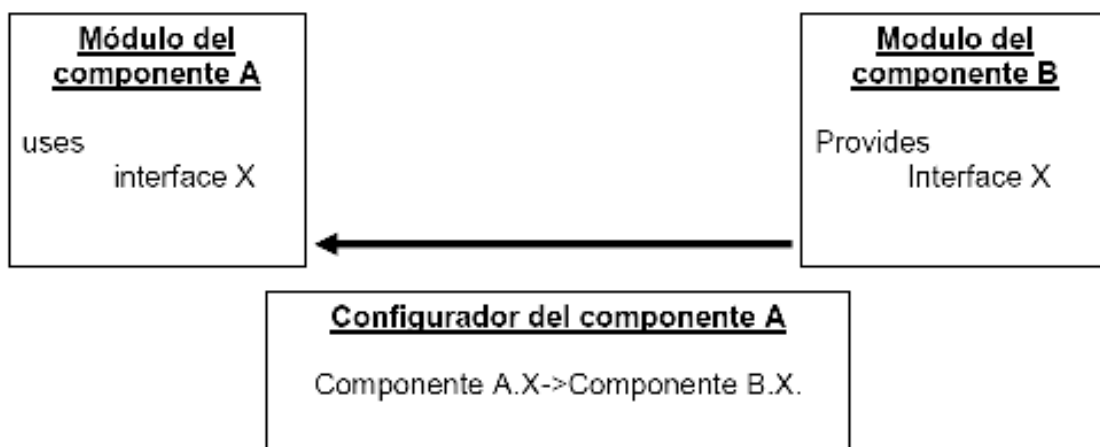 Módulo del
componente A
uses
interface X
Modulo del
componente B
Provides
Interface X
Configurador del componente A
Componente A.X->Componente B.X.